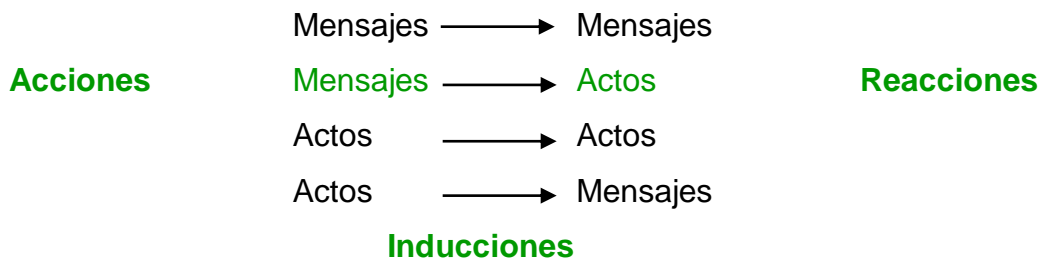 Mensajes Mensajes
Acciones Mensajes Actos Reacciones
Actos Actos
Actos Mensajes
Inducciones